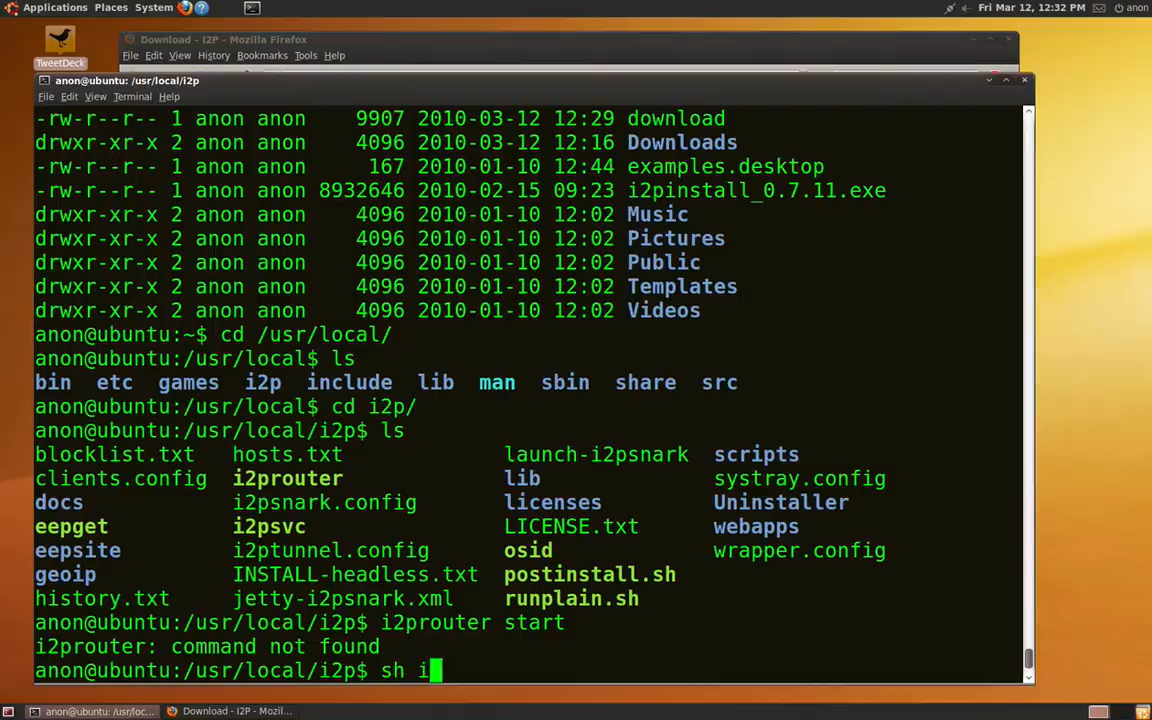 Applications Places System Fri Mar 12, 12:32 PM anon
TweetDeck
Download - I2P - Mozilla Firefox
File Edit View History Bookmarks Tools Help
anon@ubuntu: /usr/local/i2p
File Edit View Terminal Help
-rw-r--r-- 1 anon anon 9907 2010-03-12 12:29 download
drwxr-xr-x 2 anon anon 4096 2010-03-12 12:16 Downloads
-rw-r--r-- 1 anon anon 167 2010-01-10 12:44 examples.desktop
-rw-r--r-- 1 anon anon 8932646 2010-02-15 09:23 i2pinstall_0.7.11.exe
drwxr-xr-x 2 anon anon 4096 2010-01-10 12:02 Music
drwxr-xr-x 2 anon anon 4096 2010-01-10 12:02 Pictures
drwxr-xr-x 2 anon anon 4096 2010-01-10 12:02 Public
drwxr-xr-x 2 anon anon 4096 2010-01-10 12:02 Templates
drwxr-xr-x 2 anon anon 4096 2010-01-10 12:02 Videos
anon@ubuntu:~$ cd /usr/local/
anon@ubuntu:/usr/local$ ls
bin etc games i2p include lib man sbin share src
anon@ubuntu:/usr/local$ cd i2p/
anon@ubuntu:/usr/local/i2p$ ls
blocklist.txt hosts.txt launch-i2psnark scripts
clients.config i2prouter lib systray.config
docs i2psnark.config licenses Uninstaller
eepget i2psvc LICENSE.txt webapps
eepsite i2ptunnel.config osid wrapper.config
geoip INSTALL-headless.txt postinstall.sh
history.txt jetty-i2psnark.xml runplain.sh
anon@ubuntu:/usr/local/i2p$ i2prouter start
i2prouter: command not found
anon@ubuntu:/usr/local/i2p$ sh i
anon@ubuntu: /usr/loc... Download - I2P - Mozil...